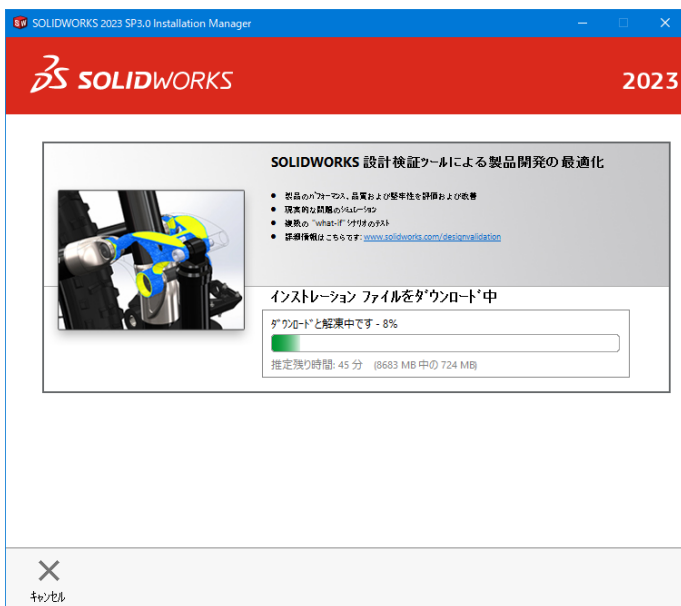 SOLIDWORKS 2023 SP3.0 Installation Manager
SOLIDWORKS
2023
SOLIDWORKS 設計検証ツールによる製品開発の最適化
● 製品のパフォーマンス、品質および堅牢性を評価および改善
● 現実的な問題のシミュレーション
● 複数の "what-if" シナリオのテスト
● 詳細情報はこちらです: www.solidworks.com/designvalidation
インストレーション ファイルをダウンロード中
ダウンロードと解凍中です - 8%
推定残り時間: 45 分 (8683 MB 中の 724 MB)
キャンセル